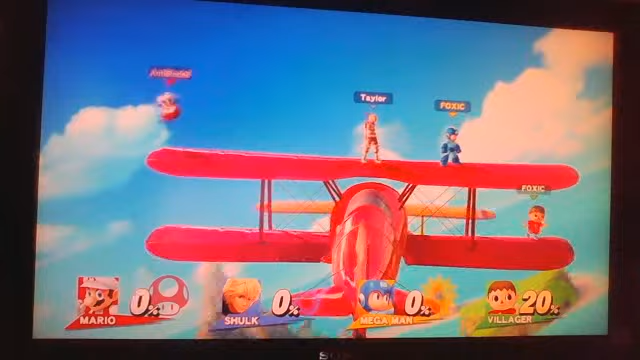 Taylor
FOXIC
FOXIC
MARIO
0%
SHULK
0%
MEGA MAN
0%
VILLAGER
20%